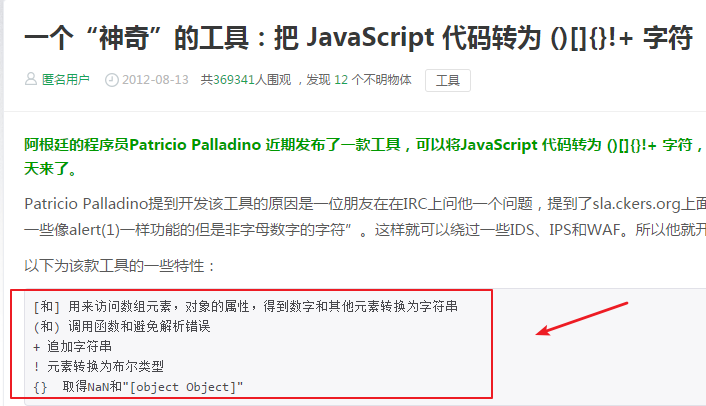 一个“神奇”的工具：把 JavaScript 代码转为 ()[]{}!+ 字符
匿名用户 2012-08-13 共369341人围观 ，发现 12 个不明物体 工具
阿根廷的程序员Patricio Palladino 近期发布了一款工具，可以将JavaScript 代码转为 ()[]{}!+ 字符，
天来了。
Patricio Palladino提到开发该工具的原因是一位朋友在在IRC上问他一个问题，提到了sla.ckers.org上面
一些像alert(1)一样功能的但是非字母数字的字符”。这样就可以绕过一些IDS、IPS和WAF。所以他就开
以下为该款工具的一些特性：
[和] 用来访问数组元素，对象的属性，得到数字和其他元素转换为字符串
(和) 调用函数和避免解析错误
+ 追加字符串
! 元素转换为布尔类型
{} 取得NaN和"[object Object]"